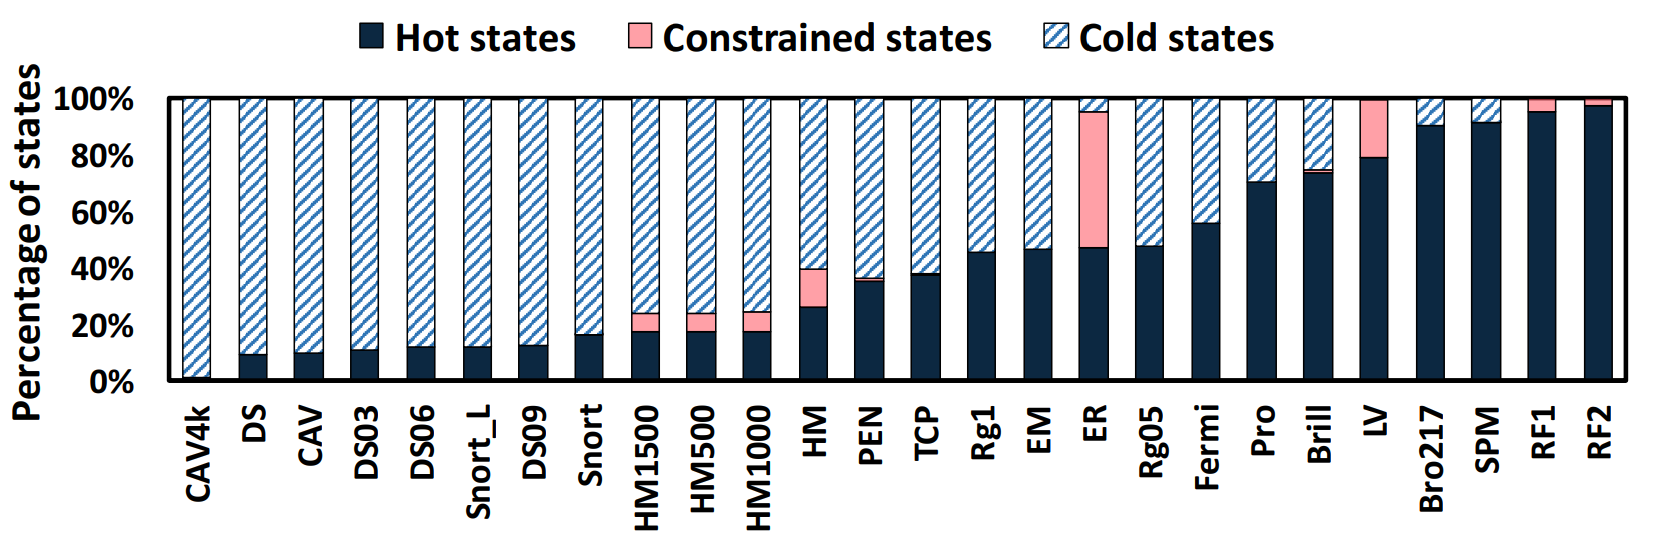 Hot states Constrained states Cold states
Percentage of states
100%
80%
60%
40%
20%
0%
CAV4k
DS
CAV
DS03
DS06
Snort_L
DS09
Snort
HM1500
HM500
HM1000
HM
PEN
TCP
Rg1
EM
ER
Rg05
Fermi
Pro
Brill
LV
Bro217
SPM
RF1
RF2